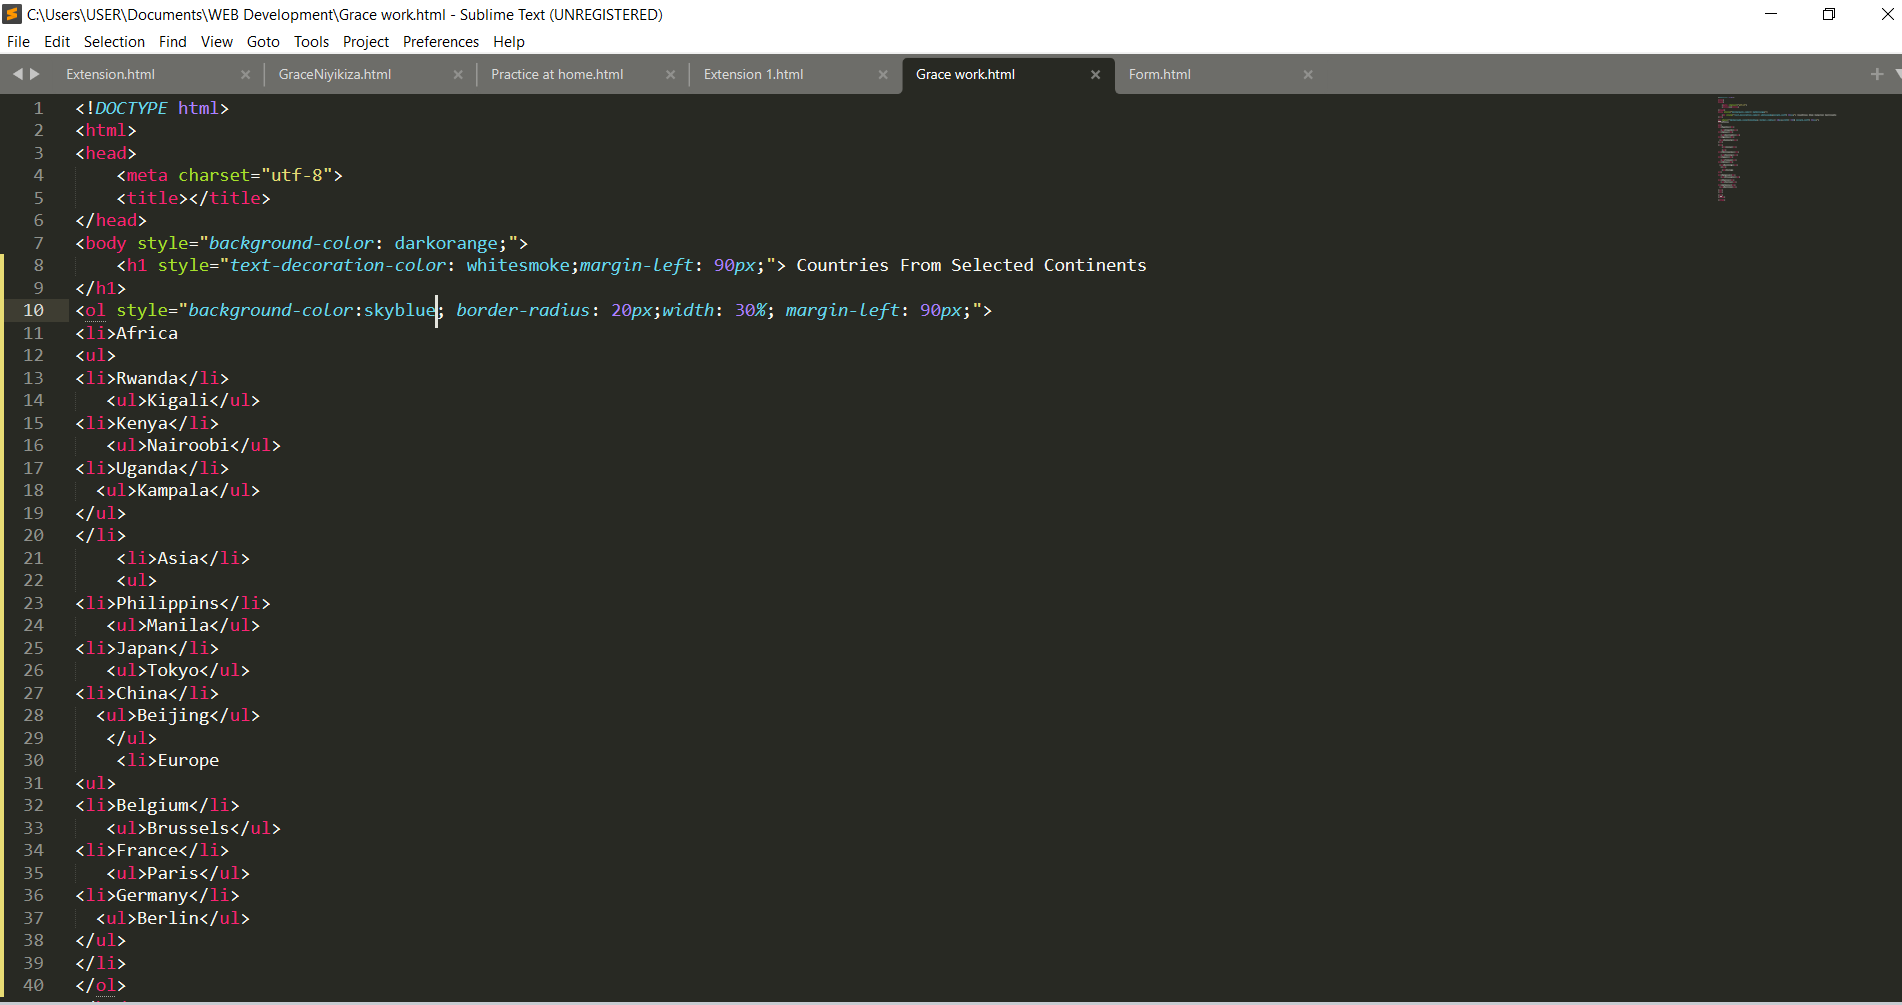 C:\Users\USER\Documents\WEB Development\Grace work.html - Sublime Text (UNREGISTERED)
File Edit Selection Find View Goto Tools Project Preferences Help
Extension.html GraceNiyikiza.html Practice at home.html Extension 1.html Grace work.html Form.html
1 <!DOCTYPE html>
2 <html>
3 <head>
4 <meta charset="utf-8">
5 <title></title>
6 </head>
7 <body style="background-color: darkorange;">
8 <h1 style="text-decoration-color: whitesmoke;margin-left: 90px;"> Countries From Selected Continents
9 </h1>
10 <ol style="background-color:skyblue; border-radius: 20px;width: 30%; margin-left: 90px;">
11 <li>Africa
12 <ul>
13 <li>Rwanda</li>
14 <ul>Kigali</ul>
15 <li>Kenya</li>
16 <ul>Nairoobi</ul>
17 <li>Uganda</li>
18 <ul>Kampala</ul>
19 </ul>
20 </li>
21 <li>Asia</li>
22 <ul>
23 <li>Philippins</li>
24 <ul>Manila</ul>
25 <li>Japan</li>
26 <ul>Tokyo</ul>
27 <li>China</li>
28 <ul>Beijing</ul>
29 </ul>
30 <li>Europe
31 <ul>
32 <li>Belgium</li>
33 <ul>Brussels</ul>
34 <li>France</li>
35 <ul>Paris</ul>
36 <li>Germany</li>
37 <ul>Berlin</ul>
38 </ul>
39 </li>
40 </ol>